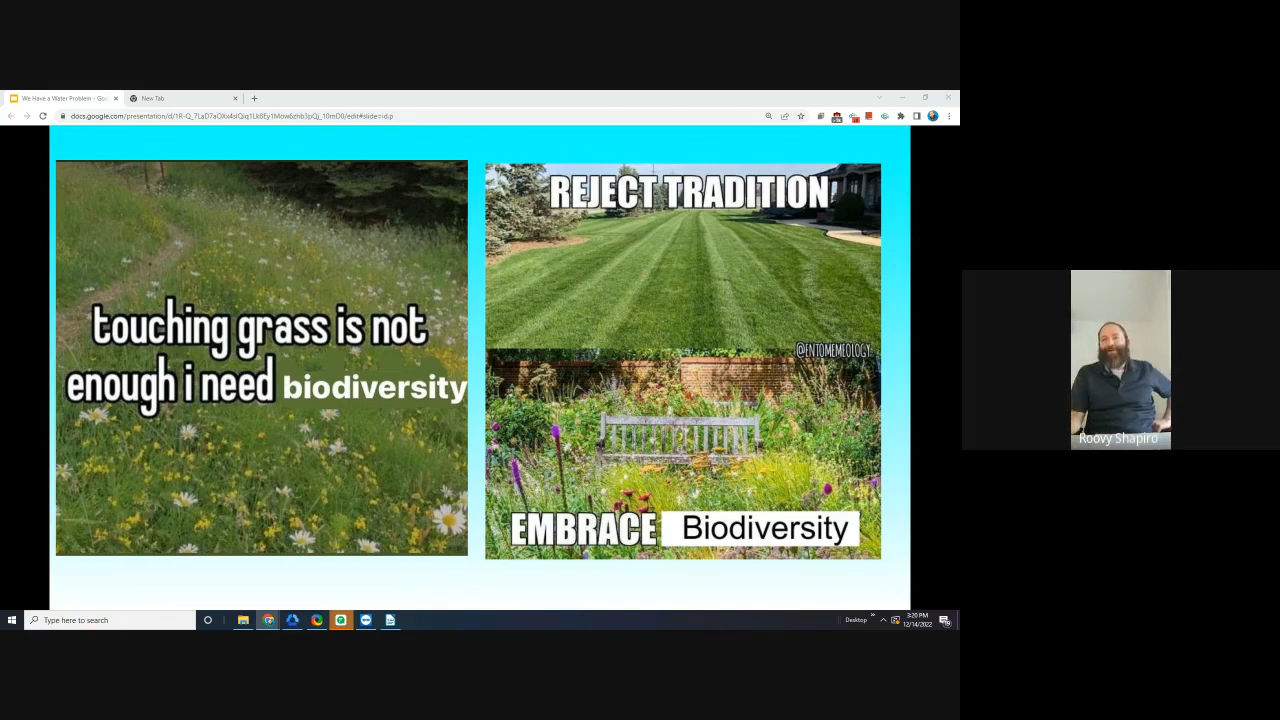 We Have a Water Problem - Goo
New Tab
touching grass is not
enough i need biodiversity
REJECT TRADITION
@ENTOMEMEOLOGY
EMBRACE Biodiversity
Roovy Shapiro
Type here to search
Desktop
3:20 PM
12/14/2022